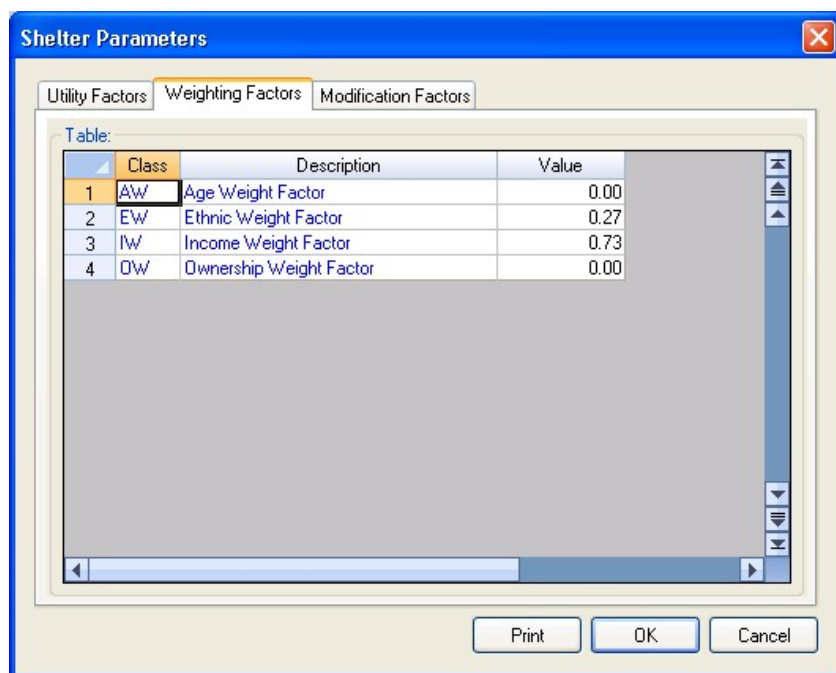 Shelter Parameters
Utility Factors Weighting Factors Modification Factors
Table:
Class Description Value
1 AW Age Weight Factor 0.00
2 EW Ethnic Weight Factor 0.27
3 IW Income Weight Factor 0.73
4 OW Ownership Weight Factor 0.00
Print OK Cancel